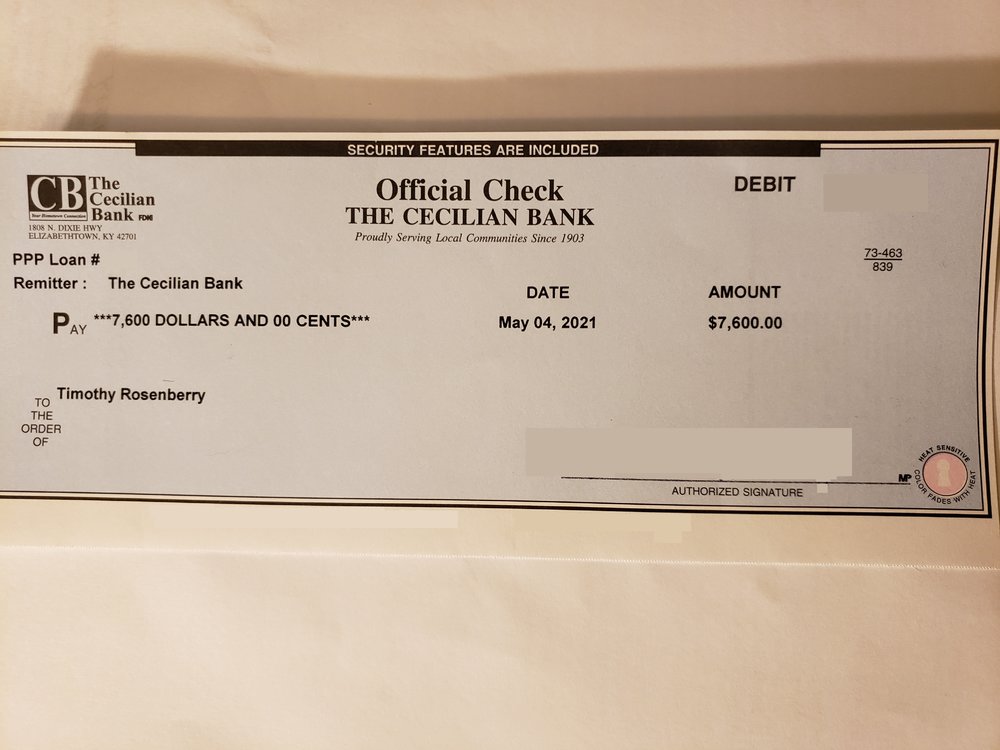 SECURITY FEATURES ARE INCLUDED
CB The
Cecilian
Bank FDIC
Your Hometown Connection
1808 N. DIXIE HWY
ELIZABETHTOWN, KY 42701
Official Check
THE CECILIAN BANK
Proudly Serving Local Communities Since 1903
DEBIT
73-463
839
PPP Loan #
Remitter : The Cecilian Bank
DATE
AMOUNT
PAY ***7,600 DOLLARS AND 00 CENTS***
May 04, 2021
$7,600.00
Timothy Rosenberry
TO
THE
ORDER
OF
AUTHORIZED SIGNATURE
MP
HEAT SENSITIVE
COLOR FADES WITH HEAT